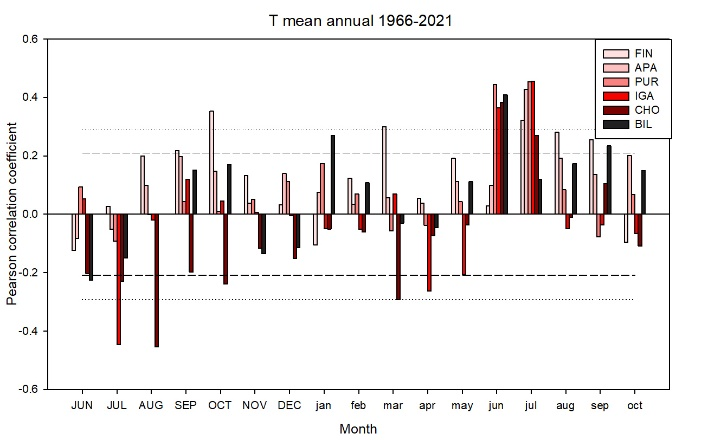 T mean annual 1966-2021
0.6
0.4
0.2
0.0
-0.2
-0.4
-0.6
Pearson correlation coefficient
FIN
APA
PUR
IGA
CHO
BIL
JUN JUL AUG SEP OCT NOV DEC jan feb mar apr may jun jul aug sep oct
Month